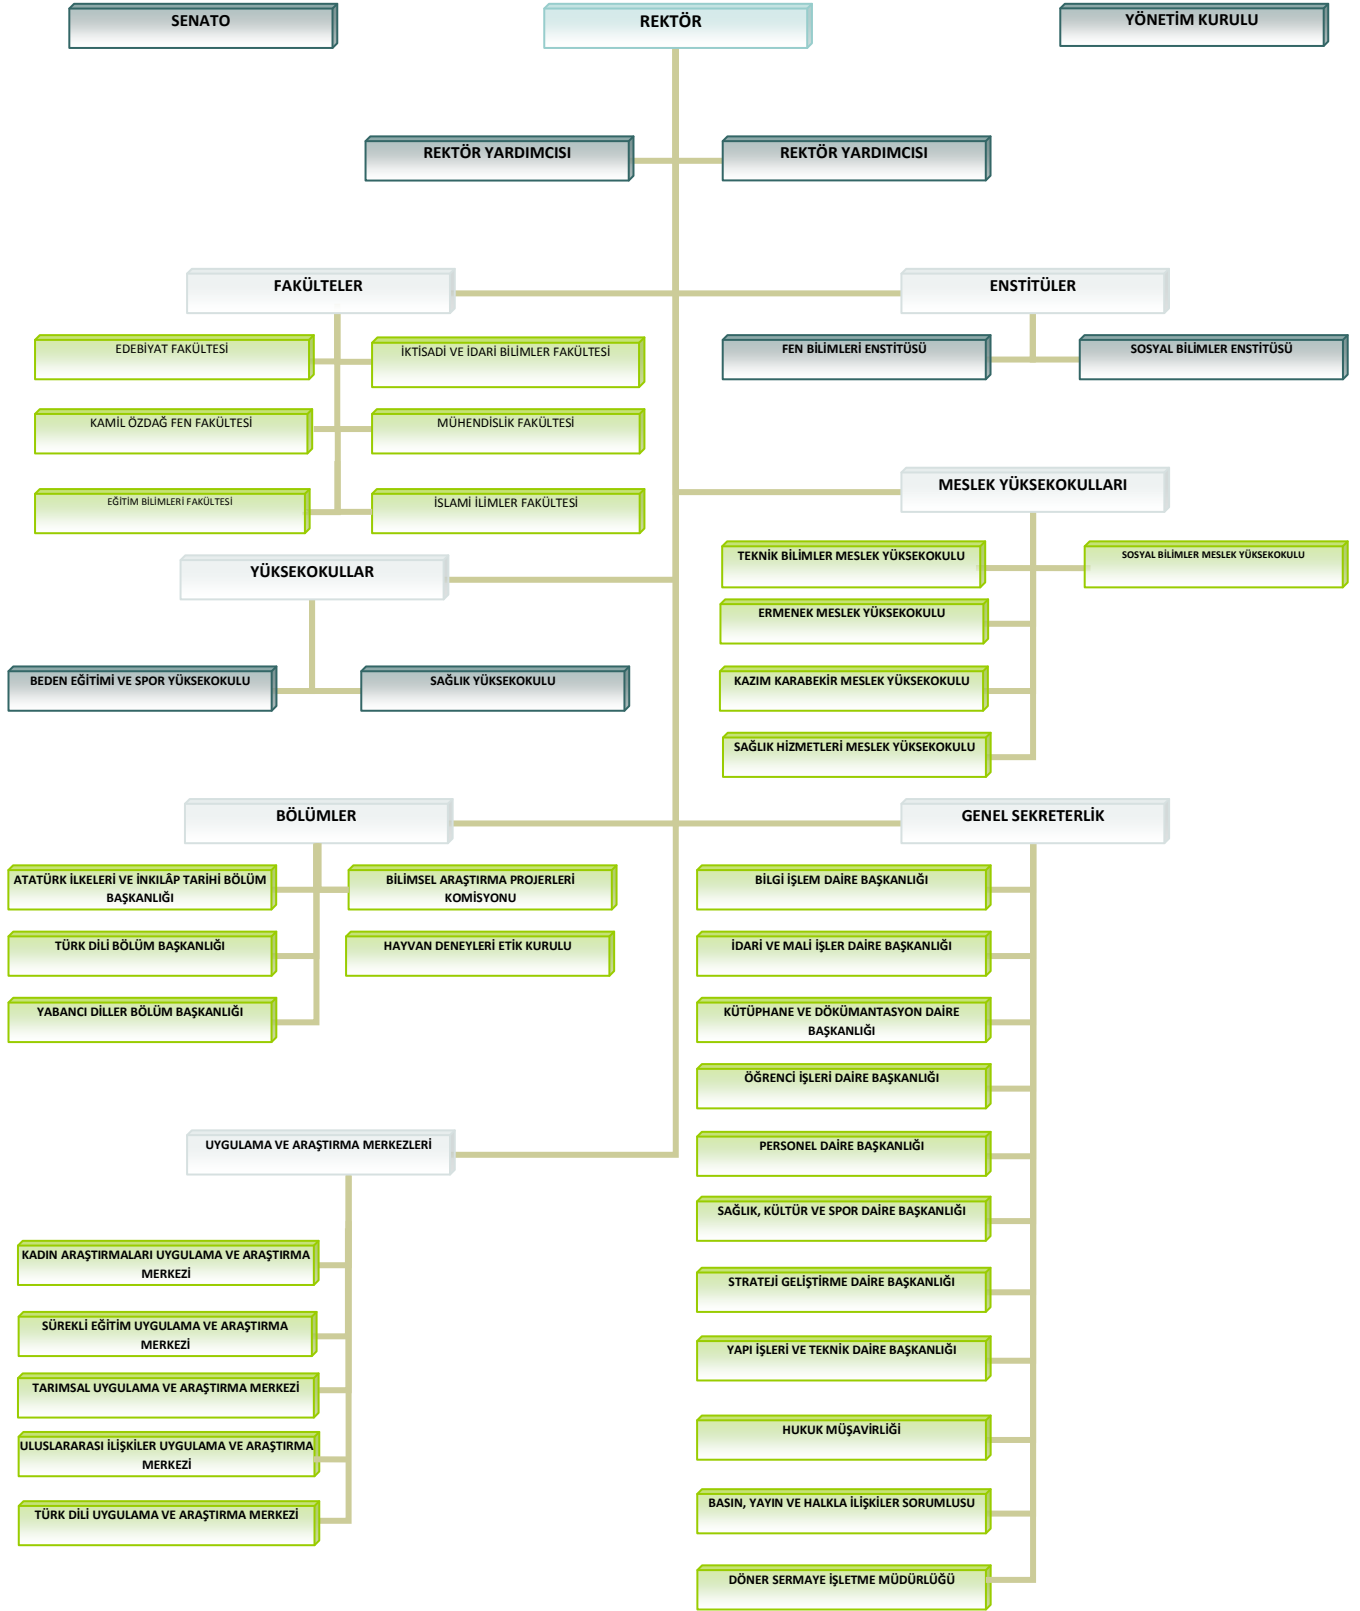 SENATO
REKTÖR
YÖNETİM KURULU
REKTÖR YARDIMCISI
REKTÖR YARDIMCISI
FAKÜLTELER
ENSTİTÜLER
EDEBİYAT FAKÜLTESİ
İKTİSADİ VE İDARİ BİLİMLER FAKÜLTESİ
FEN BİLİMLERİ ENSTİTÜSÜ
SOSYAL BİLİMLER ENSTİTÜSÜ
KAMİL ÖZDAĞ FEN FAKÜLTESİ
MÜHENDİSLİK FAKÜLTESİ
EĞİTİM BİLİMLERİ FAKÜLTESİ
İSLAMİ İLİMLER FAKÜLTESİ
MESLEK YÜKSEKOKULLARI
TEKNİK BİLİMLER MESLEK YÜKSEKOKULU
SOSYAL BİLİMLER MESLEK YÜKSEKOKULU
YÜKSEKOKULLAR
ERMENEK MESLEK YÜKSEKOKULU
BEDEN EĞİTİMİ VE SPOR YÜKSEKOKULU
SAĞLIK YÜKSEKOKULU
KAZIM KARABEKİR MESLEK YÜKSEKOKULU
SAĞLIK HİZMETLERİ MESLEK YÜKSEKOKULU
BÖLÜMLER
GENEL SEKRETERLİK
ATATÜRK İLKELERİ VE İNKILÂP TARİHİ BÖLÜM
BAŞKANLIĞI
BİLİMSEL ARAŞTIRMA PROJERLERİ
KOMİSYONU
BİLGİ İŞLEM DAİRE BAŞKANLIĞI
TÜRK DİLİ BÖLÜM BAŞKANLIĞI
HAYVAN DENEYLERİ ETİK KURULU
İDARİ VE MALİ İŞLER DAİRE BAŞKANLIĞI
YABANCI DİLLER BÖLÜM BAŞKANLIĞI
KÜTÜPHANE VE DÖKÜMANTASYON DAİRE
BAŞKANLIĞI
ÖĞRENCİ İŞLERİ DAİRE BAŞKANLIĞI
UYGULAMA VE ARAŞTIRMA MERKEZLERİ
PERSONEL DAİRE BAŞKANLIĞI
SAĞLIK, KÜLTÜR VE SPOR DAİRE BAŞKANLIĞI
KADIN ARAŞTIRMALARI UYGULAMA VE ARAŞTIRMA
MERKEZİ
STRATEJİ GELİŞTİRME DAİRE BAŞKANLIĞI
SÜREKLİ EĞİTİM UYGULAMA VE ARAŞTIRMA
MERKEZİ
YAPI İŞLERİ VE TEKNİK DAİRE BAŞKANLIĞI
TARIMSAL UYGULAMA VE ARAŞTIRMA MERKEZİ
HUKUK MÜŞAVİRLİĞİ
ULUSLARARASI İLİŞKİLER UYGULAMA VE ARAŞTIRMA
MERKEZİ
BASIN, YAYIN VE HALKLA İLİŞKİLER SORUMLUSU
TÜRK DİLİ UYGULAMA VE ARAŞTIRMA MERKEZİ
DÖNER SERMAYE İŞLETME MÜDÜRLÜĞÜ